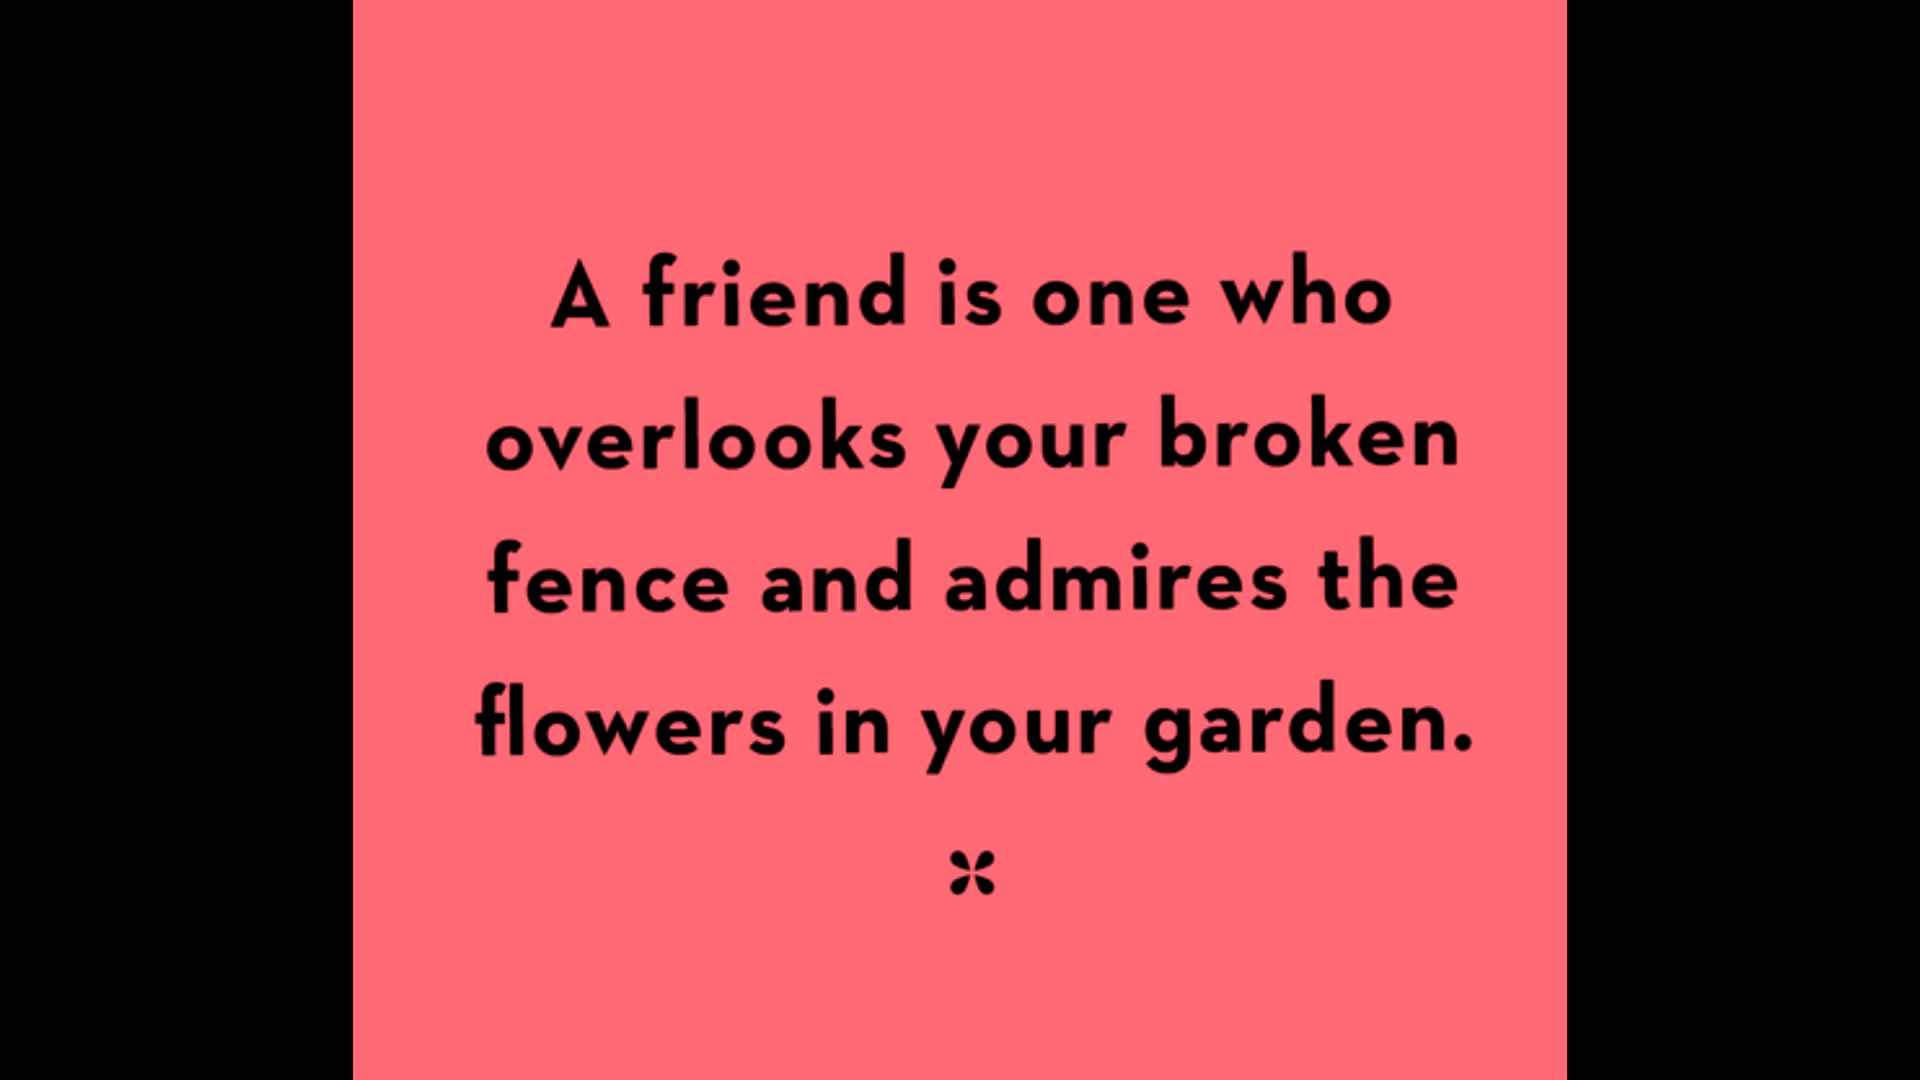 A friend is one who
overlooks your broken
fence and admires the
flowers in your garden.